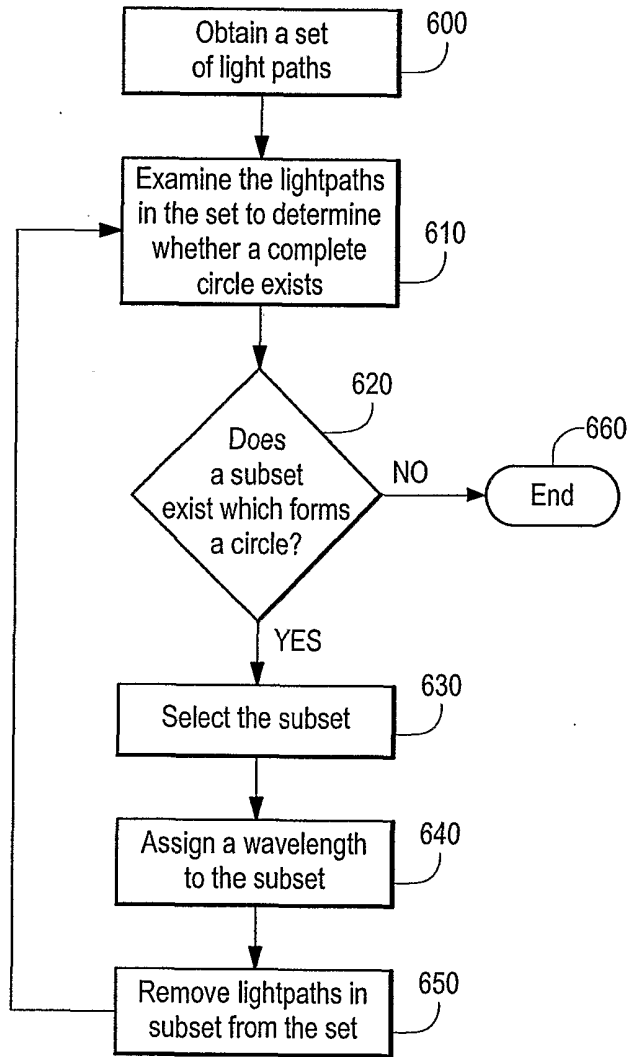 Obtain a set
of light paths
600
Examine the lightpaths
in the set to determine
whether a complete
circle exists
610
Does
a subset
exist which forms
a circle?
620
NO
End
660
YES
Select the subset
630
Assign a wavelength
to the subset
640
Remove lightpaths in
subset from the set
650